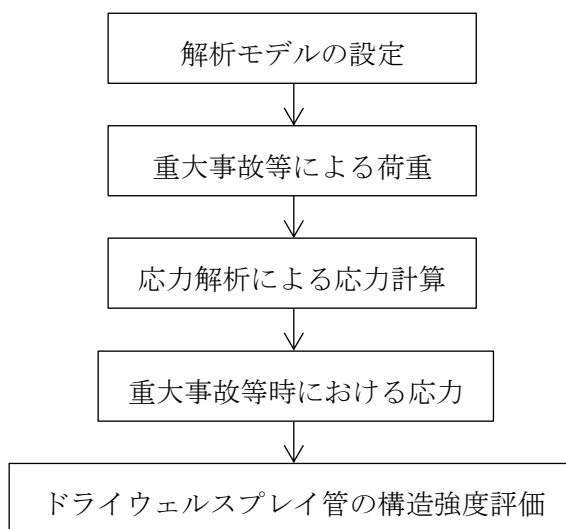 解析モデルの設定
重大事故等による荷重
応力解析による応力計算
重大事故等時における応力
ドライウェルスプレイ管の構造強度評価